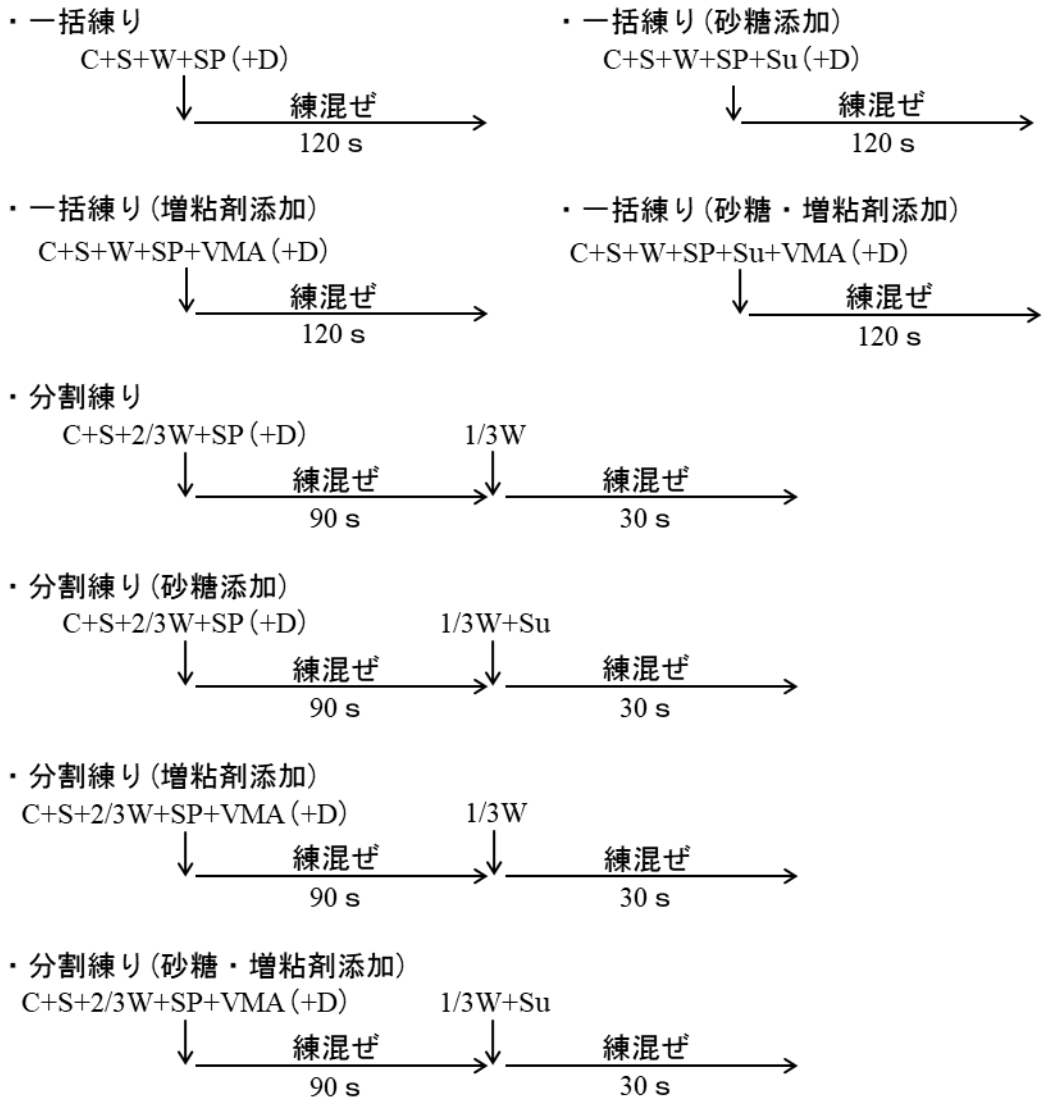 ・一括練り
C+S+W+SP(+D)
練混ぜ
120 s
・一括練り(砂糖添加)
C+S+W+SP+Su(+D)
練混ぜ
120 s
・一括練り(増粘剤添加)
C+S+W+SP+VMA(+D)
練混ぜ
120 s
・一括練り(砂糖・増粘剤添加)
C+S+W+SP+Su+VMA(+D)
練混ぜ
120 s
・分割練り
C+S+2/3W+SP(+D) 1/3W
練混ぜ 練混ぜ
90 s 30 s
・分割練り(砂糖添加)
C+S+2/3W+SP(+D) 1/3W+Su
練混ぜ 練混ぜ
90 s 30 s
・分割練り(増粘剤添加)
C+S+2/3W+SP+VMA(+D) 1/3W
練混ぜ 練混ぜ
90 s 30 s
・分割練り(砂糖・増粘剤添加)
C+S+2/3W+SP+VMA(+D) 1/3W+Su
練混ぜ 練混ぜ
90 s 30 s